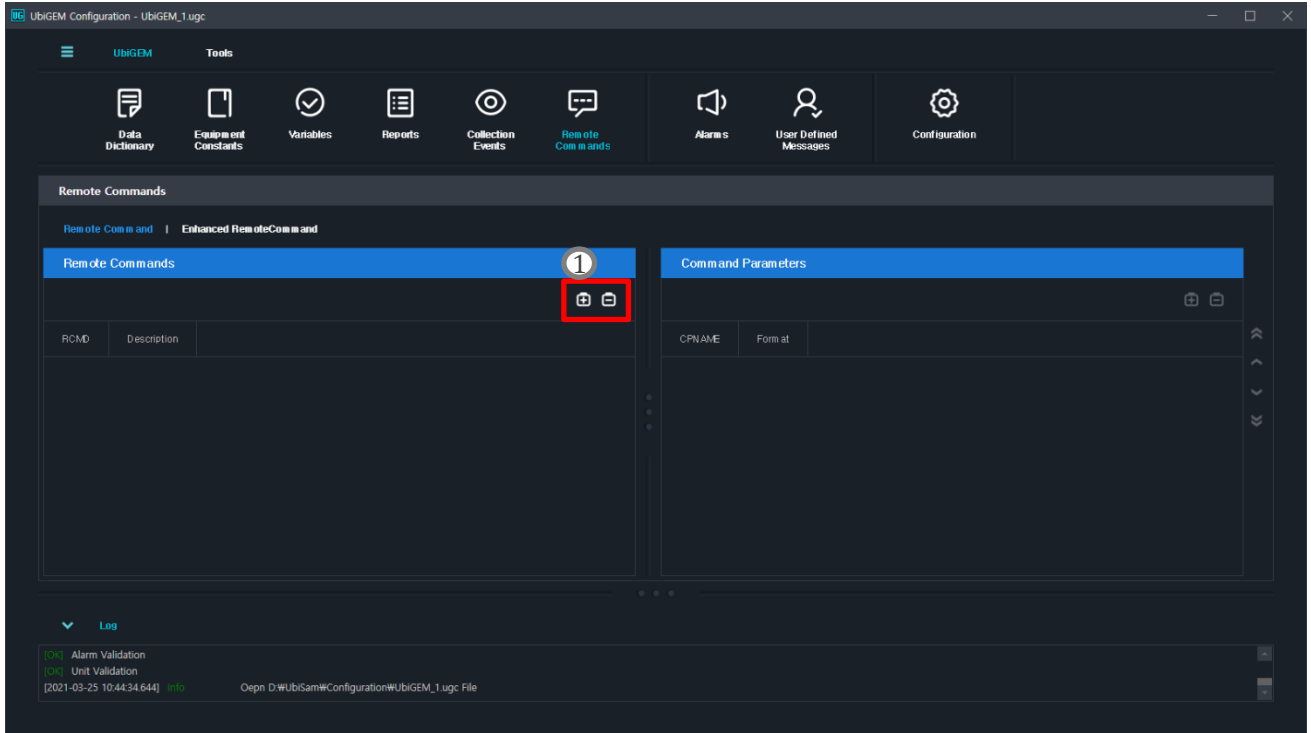 UG UbiGEM Configuration - UbiGEM_1.ugc
UbiGEM Tools
Data Dictionary
Equipment Constants
Variables
Reports
Collection Events
Remote Commands
Alarms
User Defined Messages
Configuration
Remote Commands
Remote Command | Enhanced RemoteCommand
Remote Commands
1
Command Parameters
RCMD Description
CPNAME Format
Log
[OK] Alarm Validation
[OK] Unit Validation
[2021-03-25 10:44:34.644] Info Oepn D:₩UbiSam₩Configuration₩UbiGEM_1.ugc File